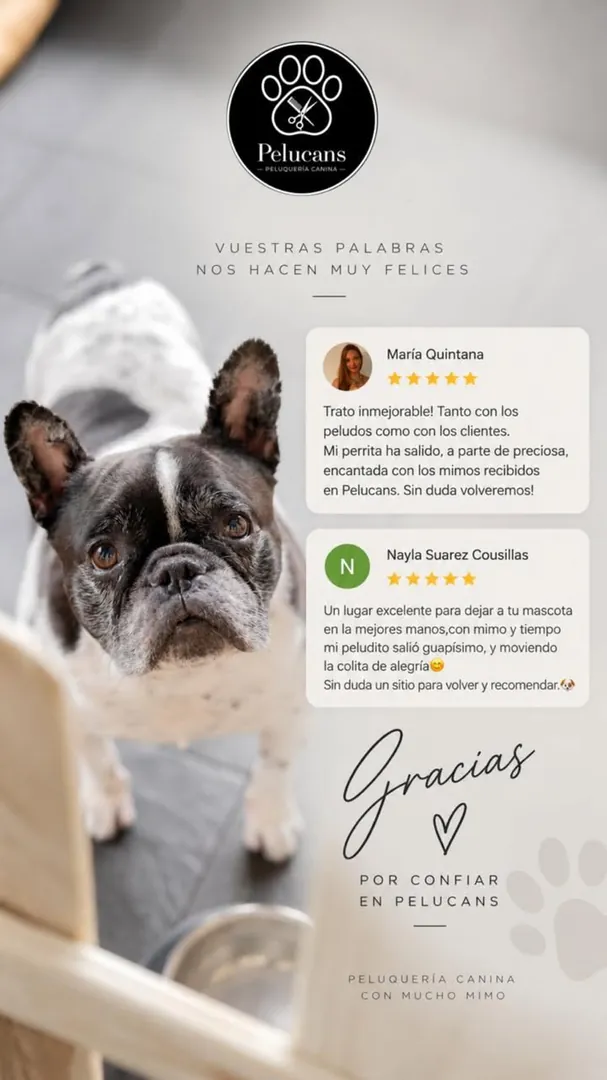 Pelucans
PELUQUERÍA CANINA
VUESTRAS PALABRAS
NOS HACEN MUY FELICES
María Quintana
Trato inmejorable! Tanto con los
peludos como con los clientes.
Mi perrita ha salido, a parte de preciosa,
encantada con los mimos recibidos
en Pelucans. Sin duda volveremos!
N
Nayla Suarez Cousillas
Un lugar excelente para dejar a tu mascota
en la mejores manos,con mimo y tiempo
mi peludito salió guapísimo, y moviendo
la colita de alegría😊
Sin duda un sitio para volver y recomendar.🐶
Gracias
POR CONFIAR
EN PELUCANS
PELUQUERÍA CANINA
CON MUCHO MIMO